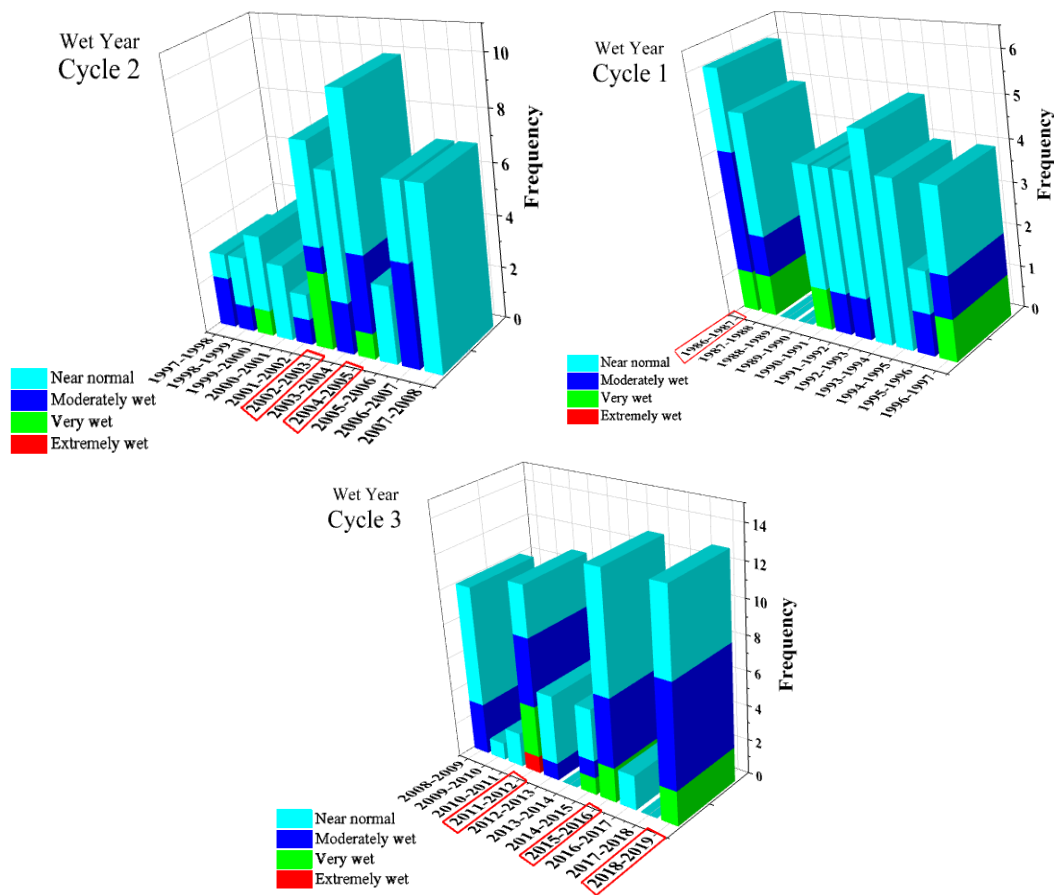 Wet Year
Cycle 2
10
8
6
4
2
0
Frequency
1997-1998
1998-1999
1999-2000
2000-2001
2001-2002
2002-2003
2003-2004
2004-2005
2005-2006
2006-2007
2007-2008
Near normal
Moderately wet
Very wet
Extremely wet
Wet Year
Cycle 1
6
5
4
3
2
1
0
Frequency
1986-1987
1987-1988
1988-1989
1989-1990
1990-1991
1991-1992
1992-1993
1993-1994
1994-1995
1995-1996
1996-1997
Near normal
Moderately wet
Very wet
Extremely wet
Wet Year
Cycle 3
14
12
10
8
6
4
2
0
Frequency
2008-2009
2009-2010
2010-2011
2011-2012
2012-2013
2013-2014
2014-2015
2015-2016
2016-2017
2017-2018
2018-2019
Near normal
Moderately wet
Very wet
Extremely wet